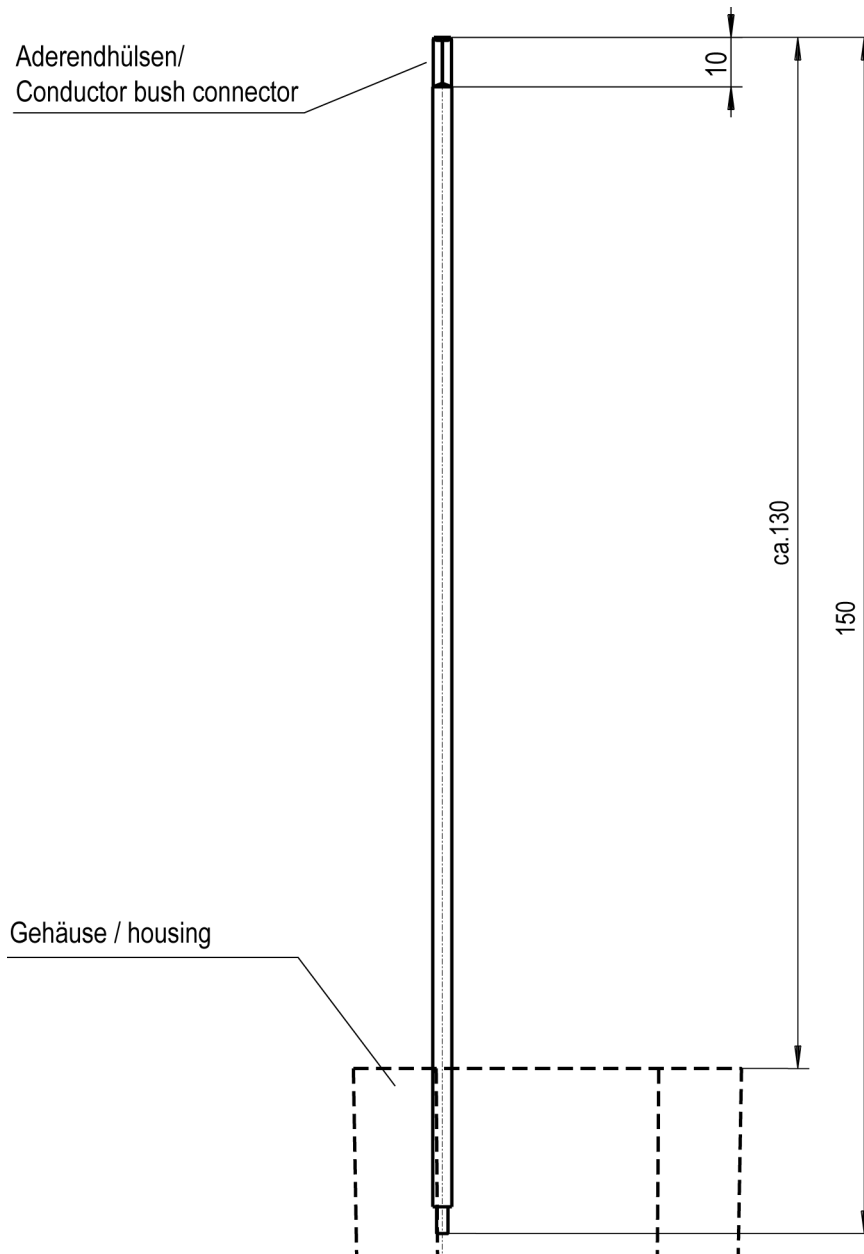 Aderendhülsen/
Conductor bush connector
10
ca.130
150
Gehäuse / housing